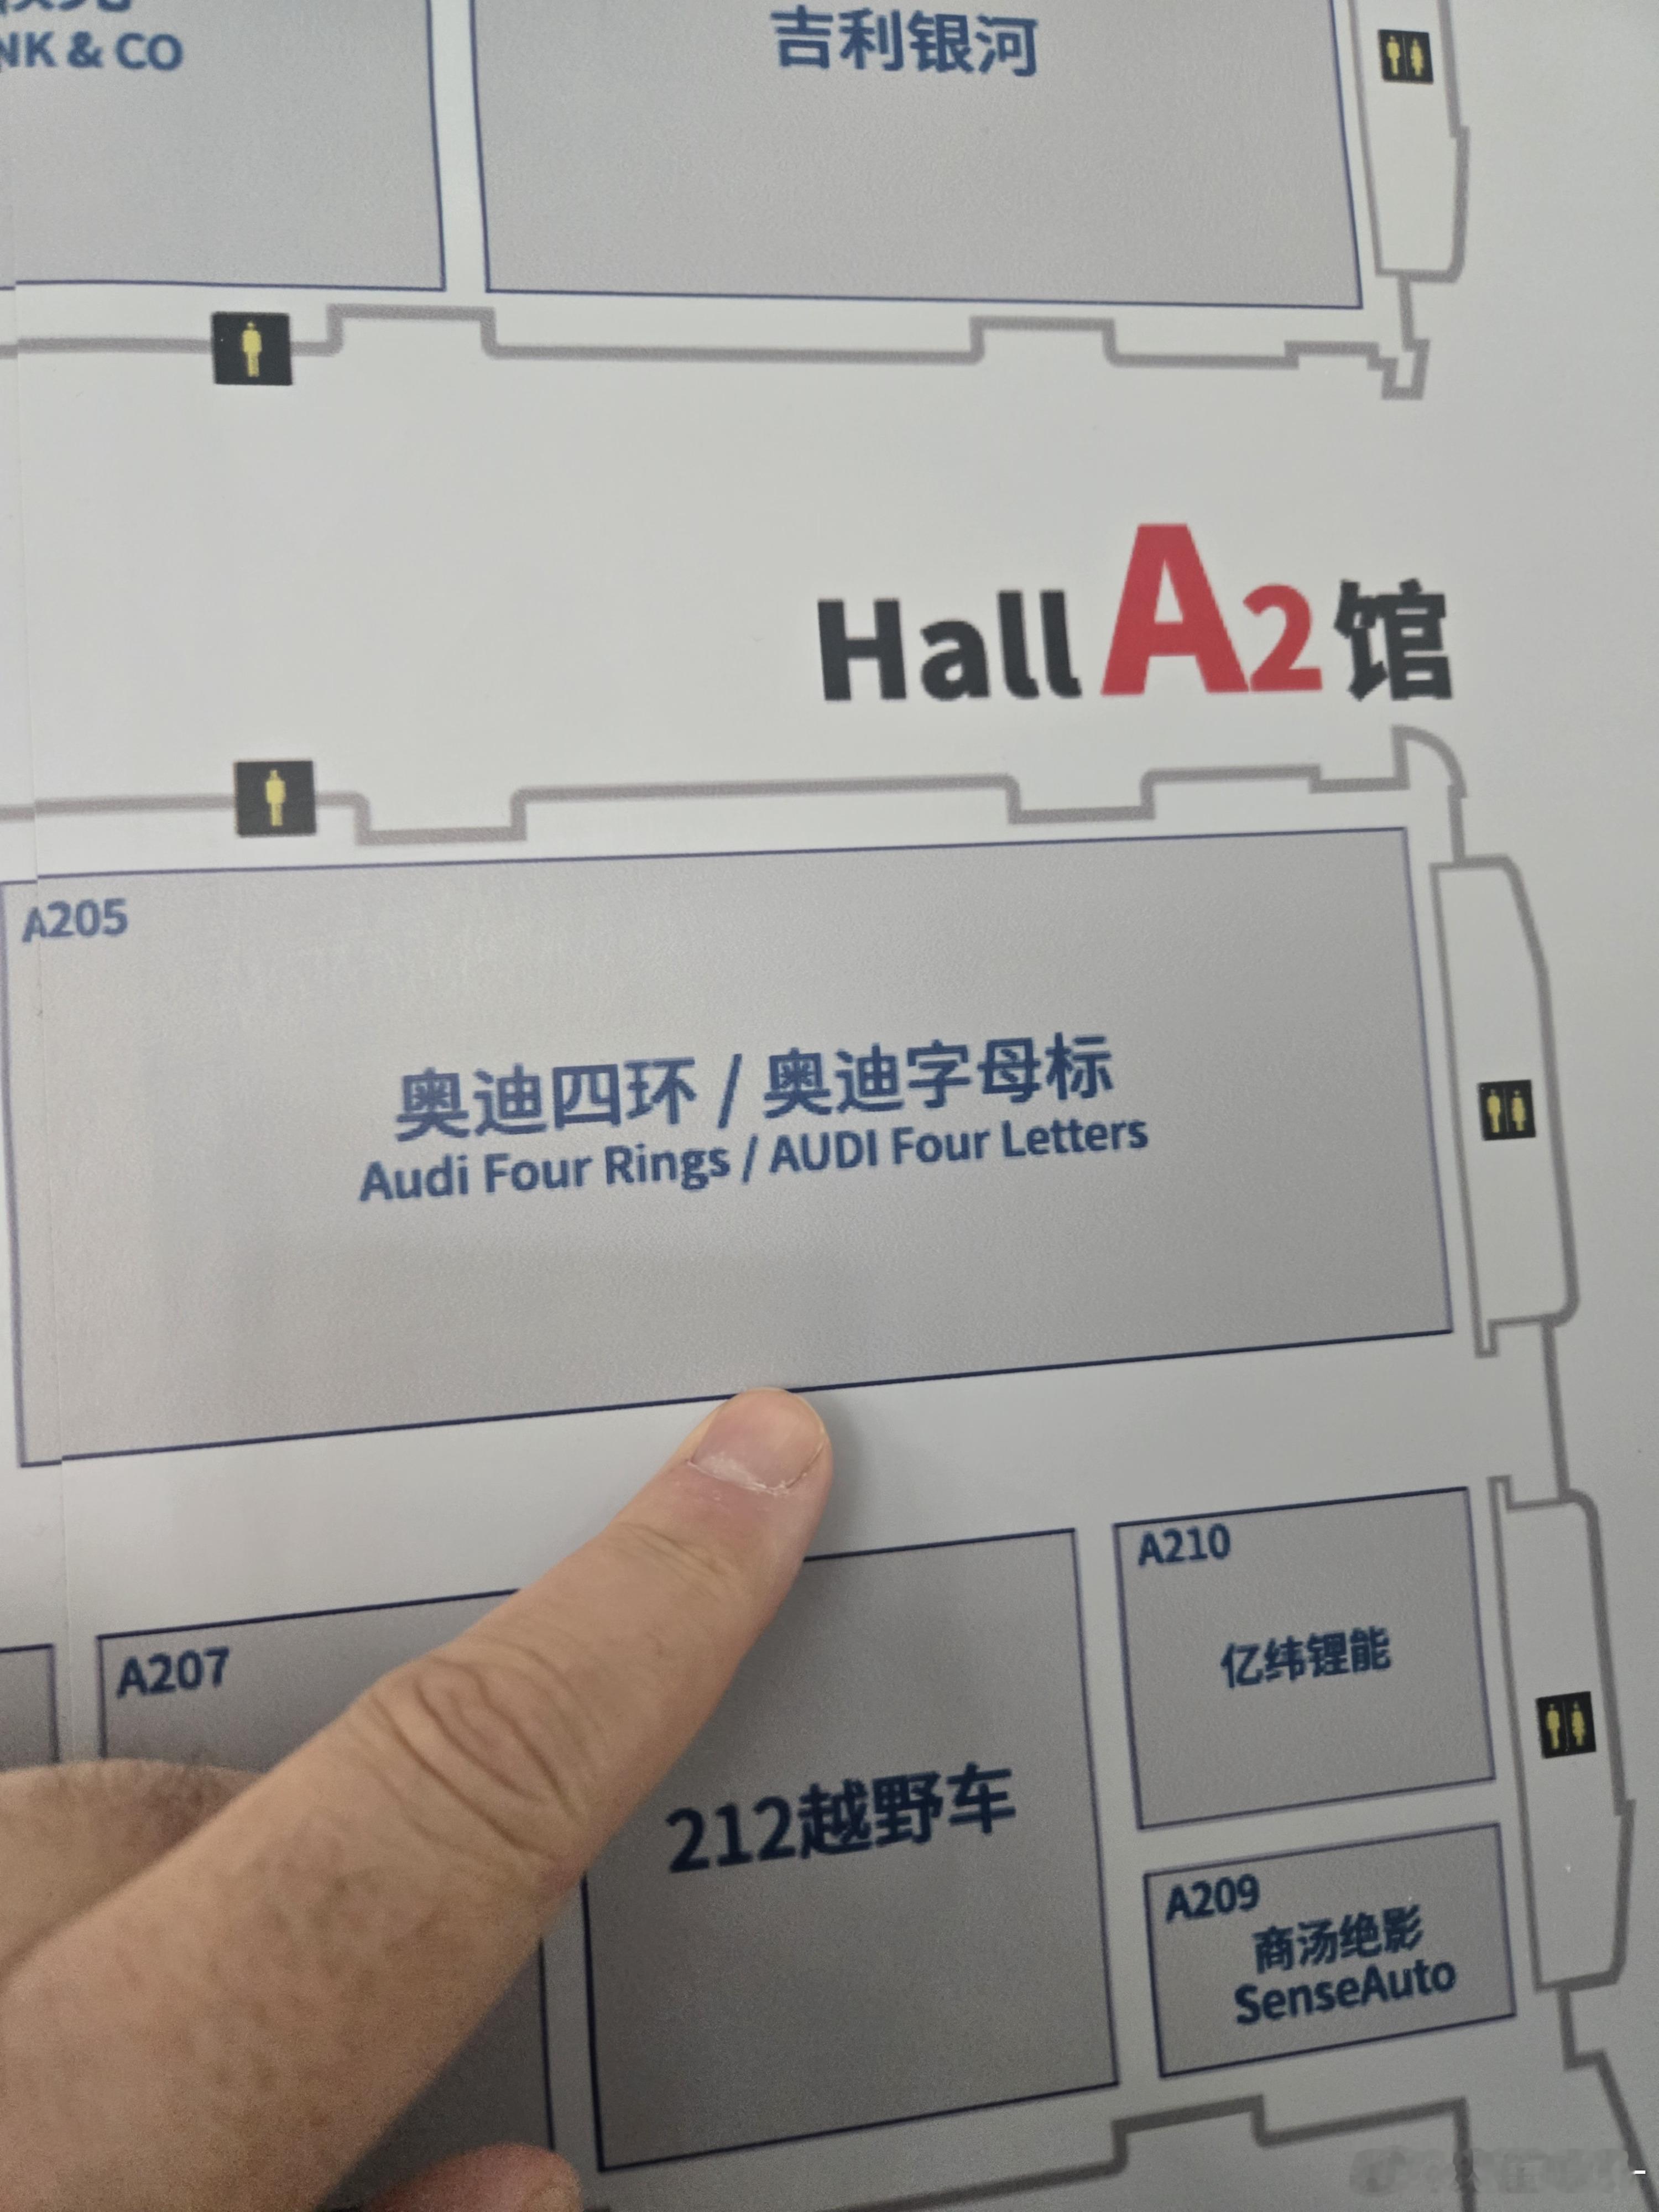 NK & CO
吉利银河
Hall A2 馆
A205
奥迪四环 / 奥迪字母标
Audi Four Rings / AUDI Four Letters
A207
212越野车
A210
亿纬锂能
A209
商汤绝影
SenseAuto